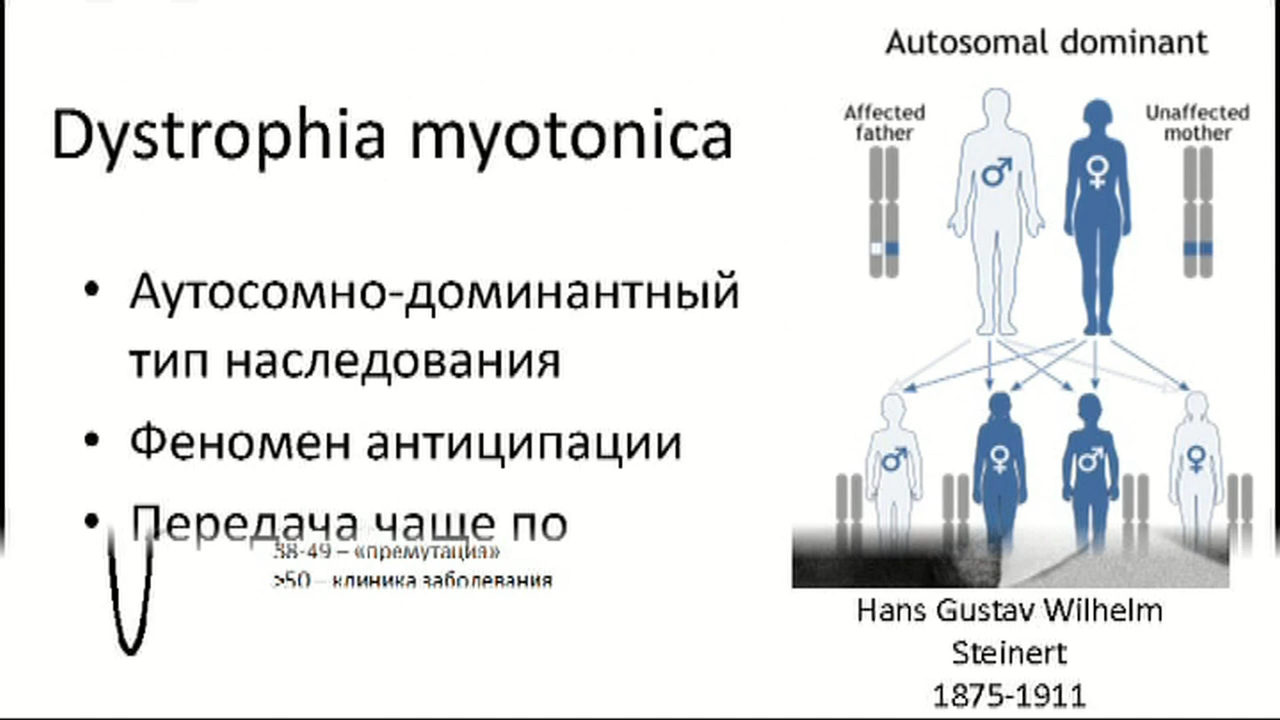 Autosomal dominant
Dystrophia myotonica
Affected
father
Unaffected
mother
• Аутосомно-доминантный
тип наследования
• Феномен антиципации
• Передача чаще по
38-49 – «премутация»
>50 – клиника заболевания
Hans Gustav Wilhelm
Steinert
1875-1911